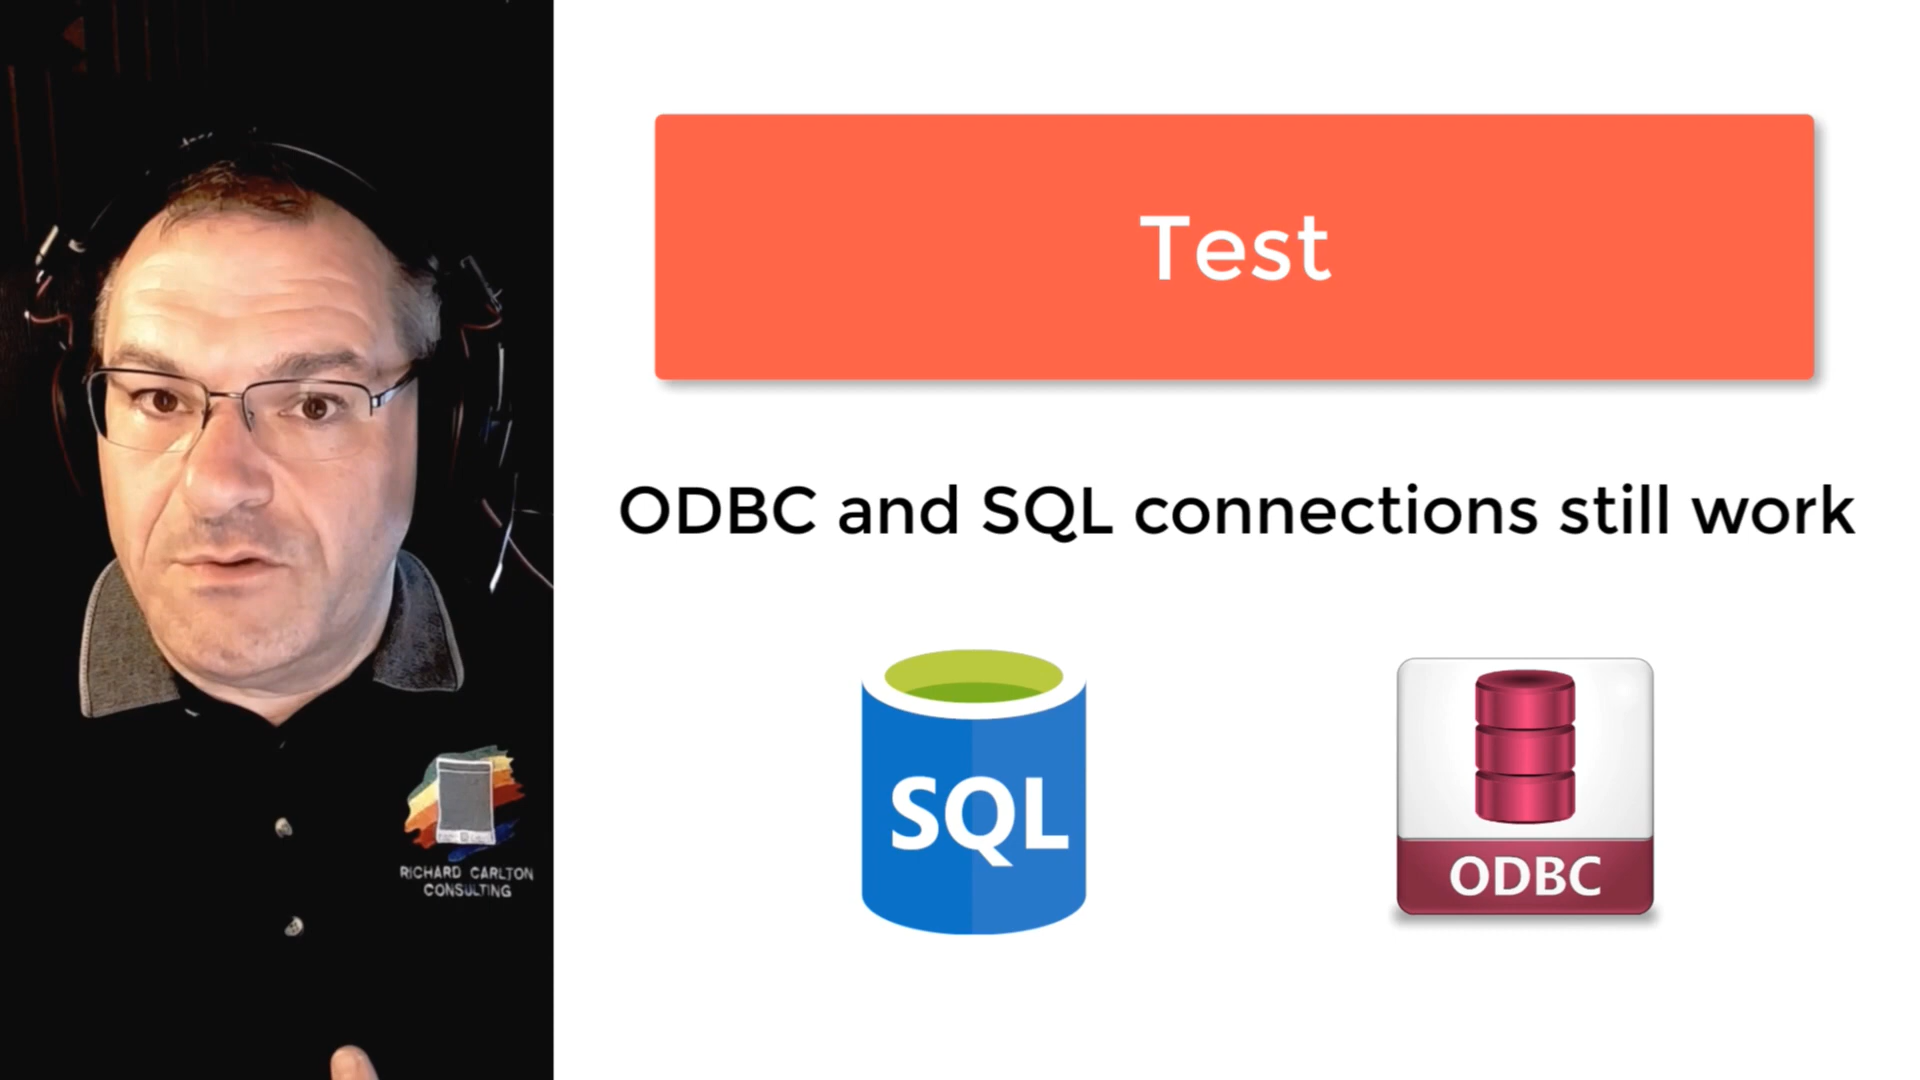 Test
ODBC and SQL connections still work
SQL
ODBC
RICHARD CARLTON
CONSULTING